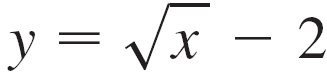 y = √x − 2